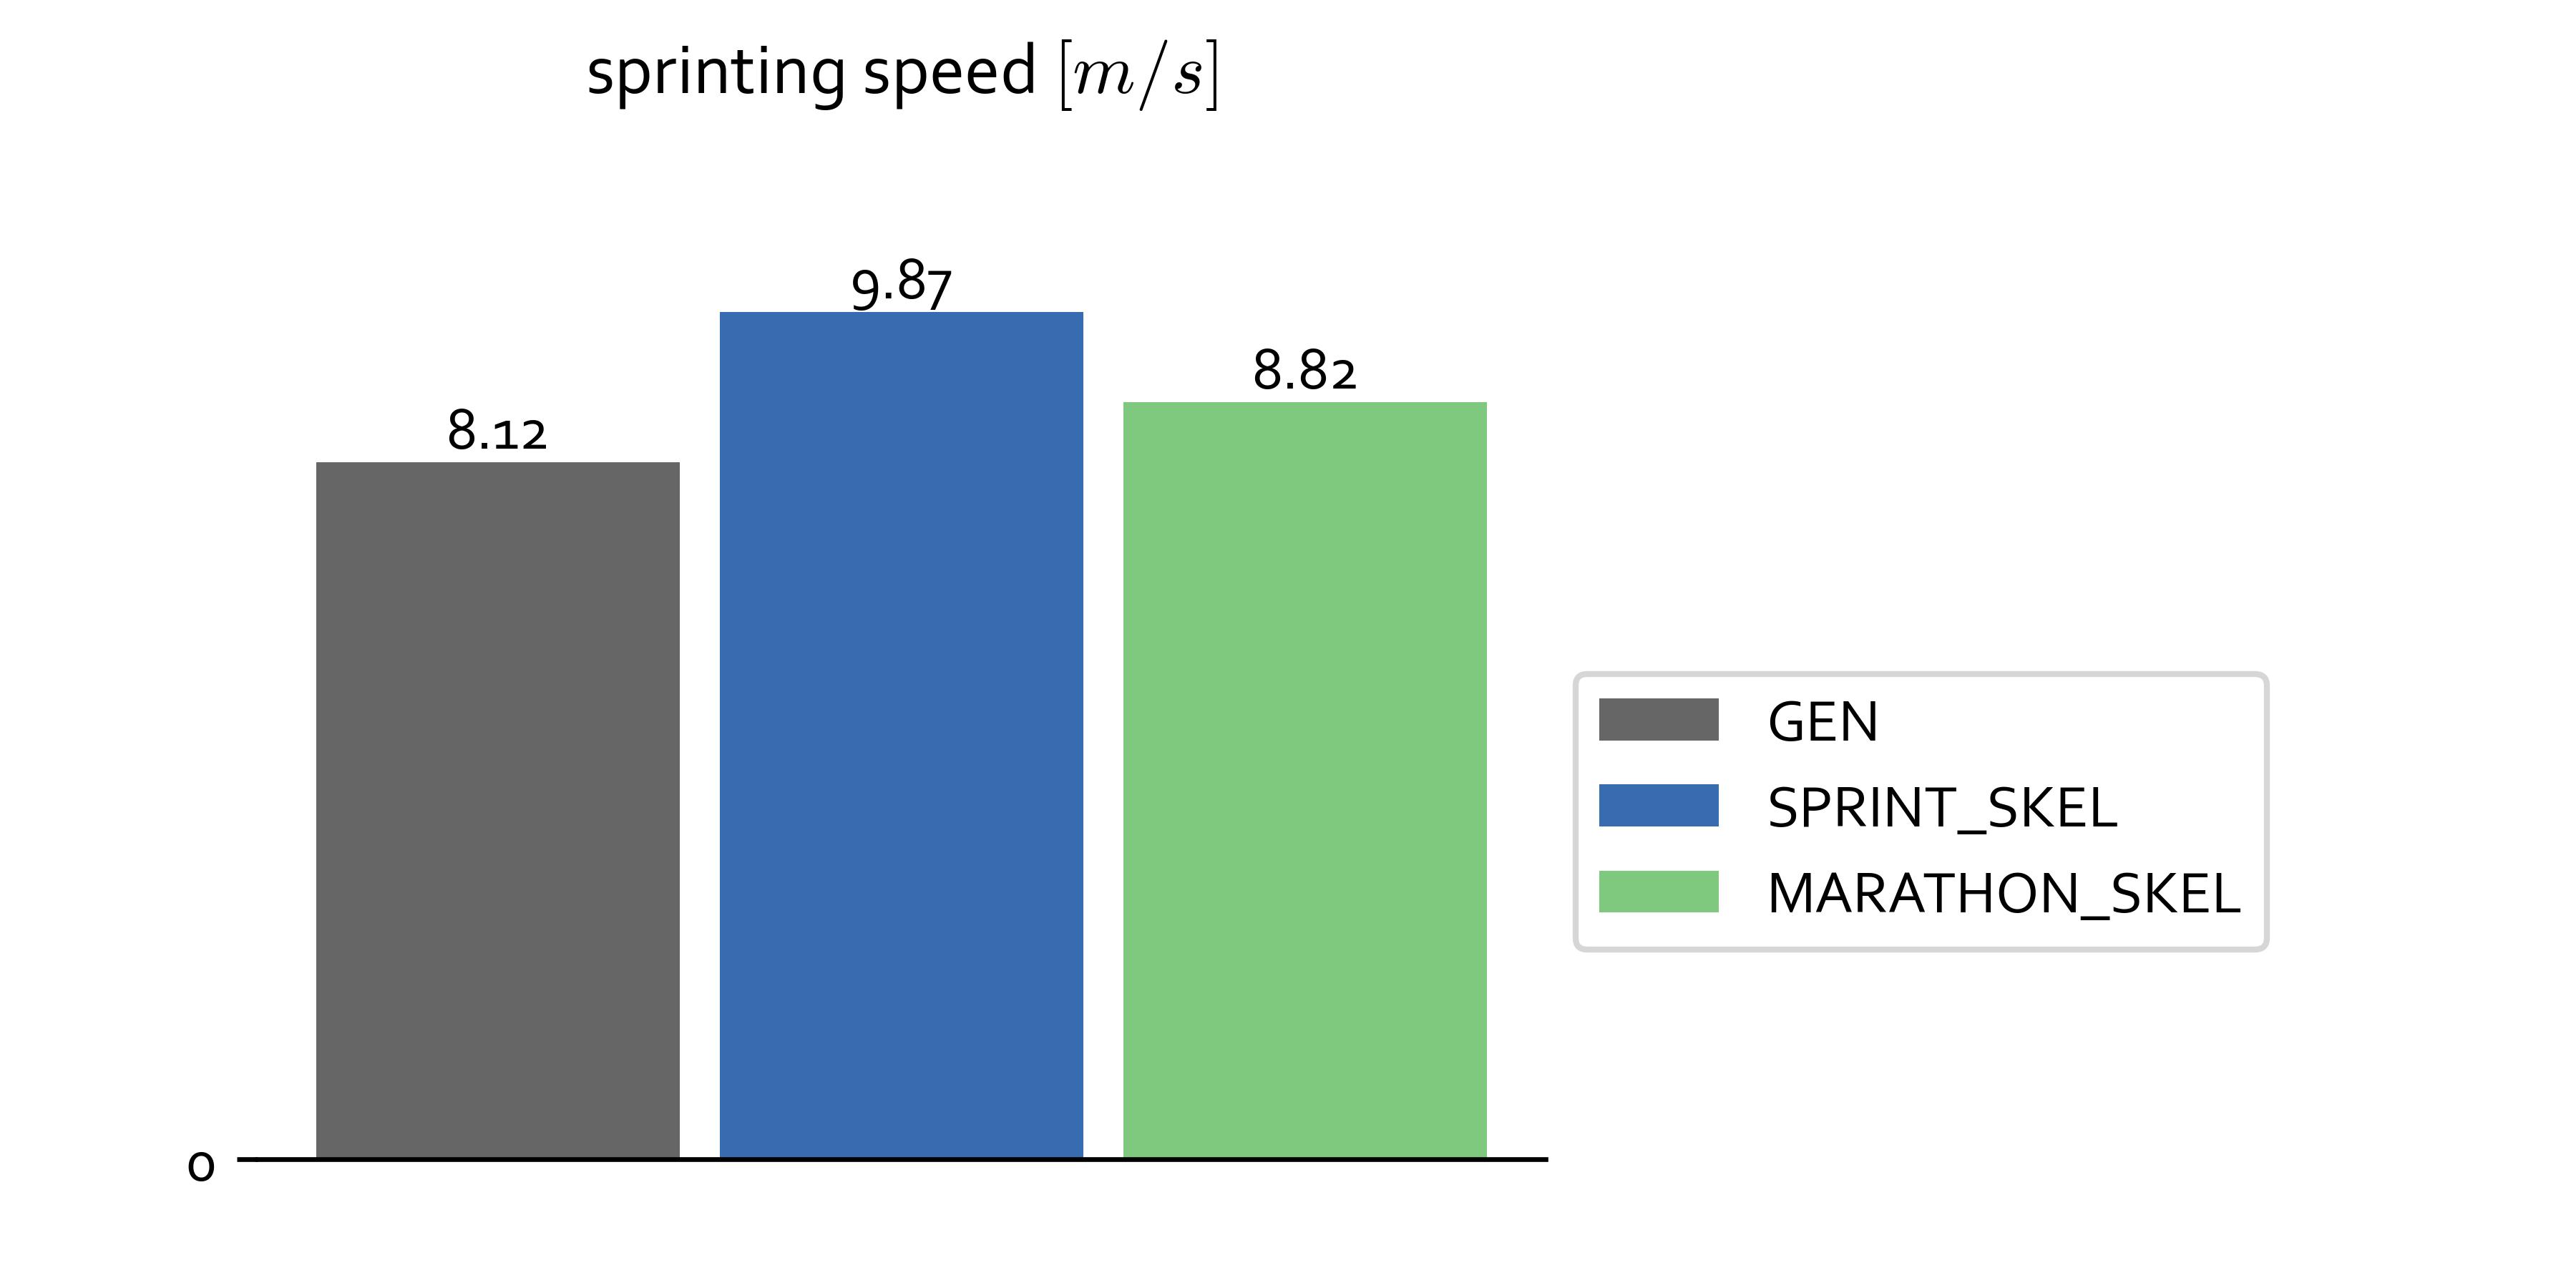 sprinting speed [m/s]
9.87
8.82
8.12
GEN
SPRINT_SKEL
MARATHON_SKEL
0